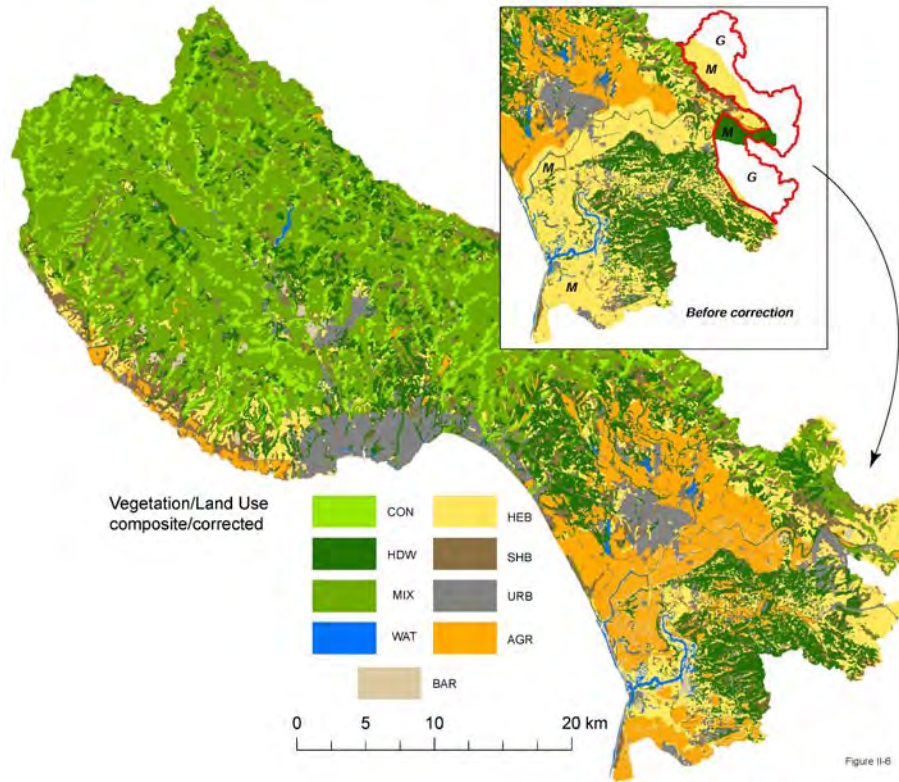 G
M
M
M
G
M
Before correction
Vegetation/Land Use
composite/corrected
CON
HEB
HDW
SHB
MIX
URB
WAT
AGR
BAR
0 5 10 20 km
Figure II-6